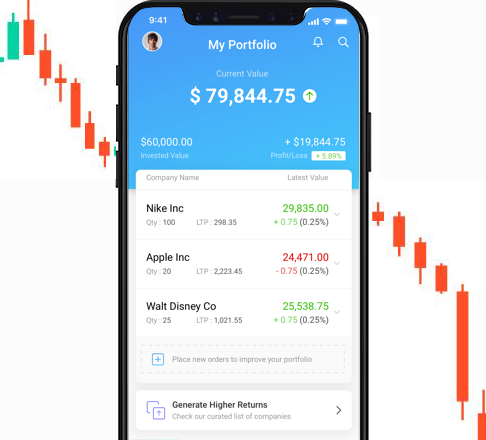 9:41
My Portfolio
Current Value
$ 79,844.75
$60,000.00 + $19,844.75
Invested Value Profit/Loss + 5.89%
Company Name Latest Value
Nike Inc 29,835.00
Qty : 100 LTP : 298.35 + 0.75 (0.25%)
Apple Inc 24,471.00
Qty : 20 LTP : 2,223.45 - 0.75 (0.25%)
Walt Disney Co 25,538.75
Qty : 25 LTP : 1,021.55 + 0.75 (0.25%)
Place new orders to improve your portfolio
Generate Higher Returns
Check our curated list of companies